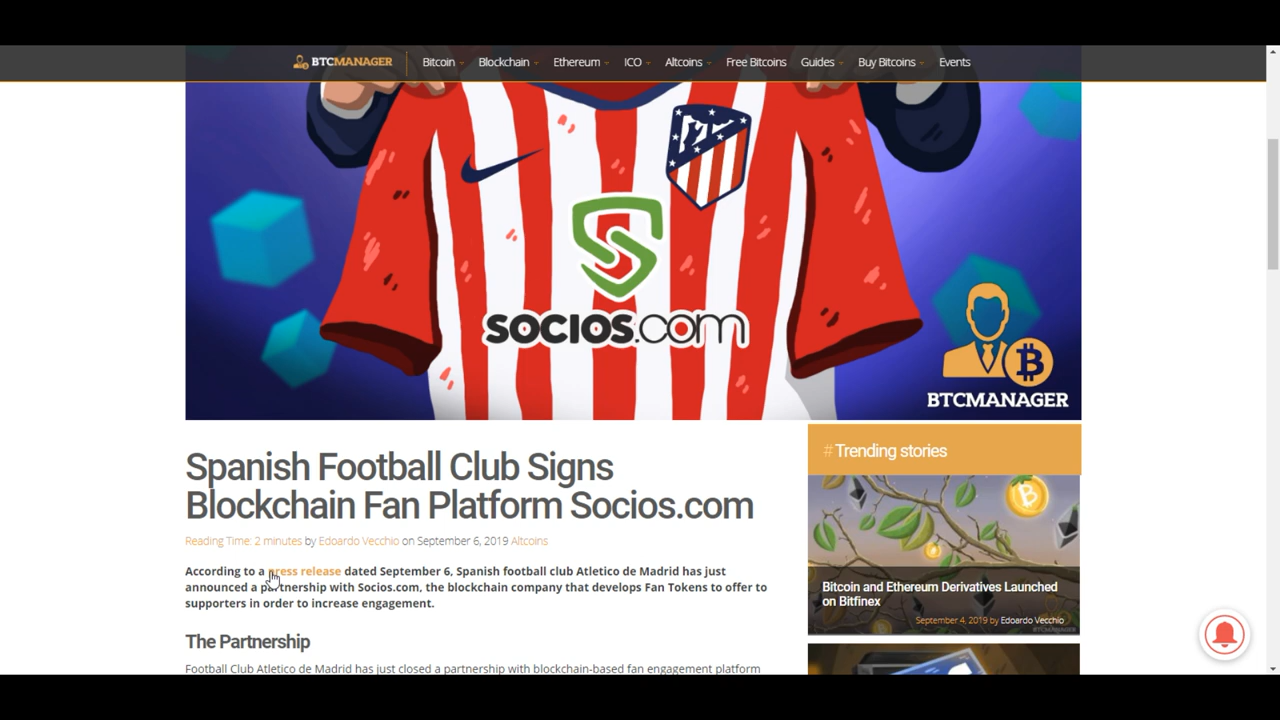 BTCMANAGER
Bitcoin
Blockchain
Ethereum
ICO
Altcoins
Free Bitcoins
Guides
Buy Bitcoins
Events
SOCIOS.com
BTCMANAGER
Spanish Football Club Signs
Blockchain Fan Platform Socios.com
Reading Time: 2 minutes by Edoardo Vecchio on September 6, 2019 Altcoins
According to a press release dated September 6, Spanish football club Atletico de Madrid has just
announced a partnership with Socios.com, the blockchain company that develops Fan Tokens to offer to
supporters in order to increase engagement.
The Partnership
Football Club Atletico de Madrid has just closed a partnership with blockchain-based fan engagement platform
#Trending stories
Bitcoin and Ethereum Derivatives Launched
on Bitfinex
September 4, 2019 by Edoardo Vecchio
BTCMANAGER